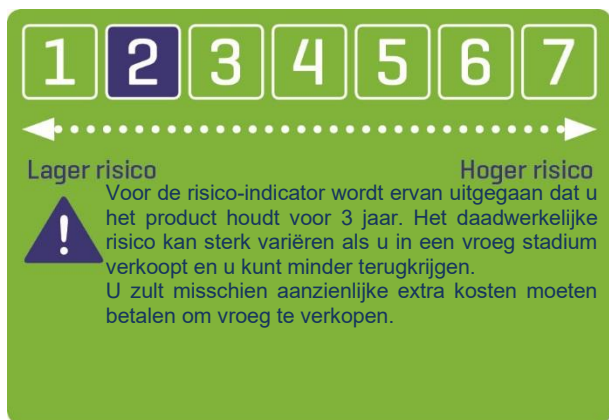 1 2 3 4 5 6 7
Lager risico Hoger risico
Voor de risico-indicator wordt ervan uitgegaan dat u
het product houdt voor 3 jaar. Het daadwerkelijke
risico kan sterk variëren als u in een vroeg stadium
verkoopt en u kunt minder terugkrijgen.
U zult misschien aanzienlijke extra kosten moeten
betalen om vroeg te verkopen.